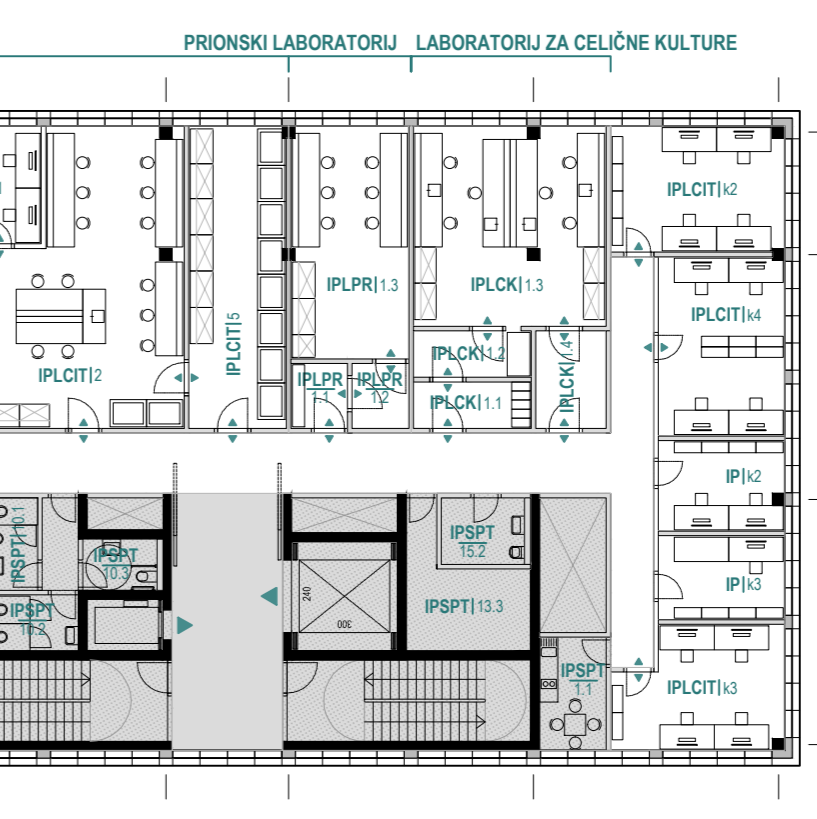 PRIONSKI LABORATORIJ LABORATORIJ ZA CELIČNE KULTURE
IPLCIT|k2
IPLPR|1.3
IPLCK|1.3
IPLCIT|k4
IPLCIT|5
IPLCK|1.2
IPLCK|1.4
IPLCIT|2
IPLPR
1.1
IPLPR
1.2
IPLCK|1.1
IP|k2
IPSPT|10.1
IPSPT
10.3
IPSPT
15.2
IP|k3
240
300
IPSPT|13.3
IPSPT
10.2
IPSPT
1.1
IPLCIT|k3